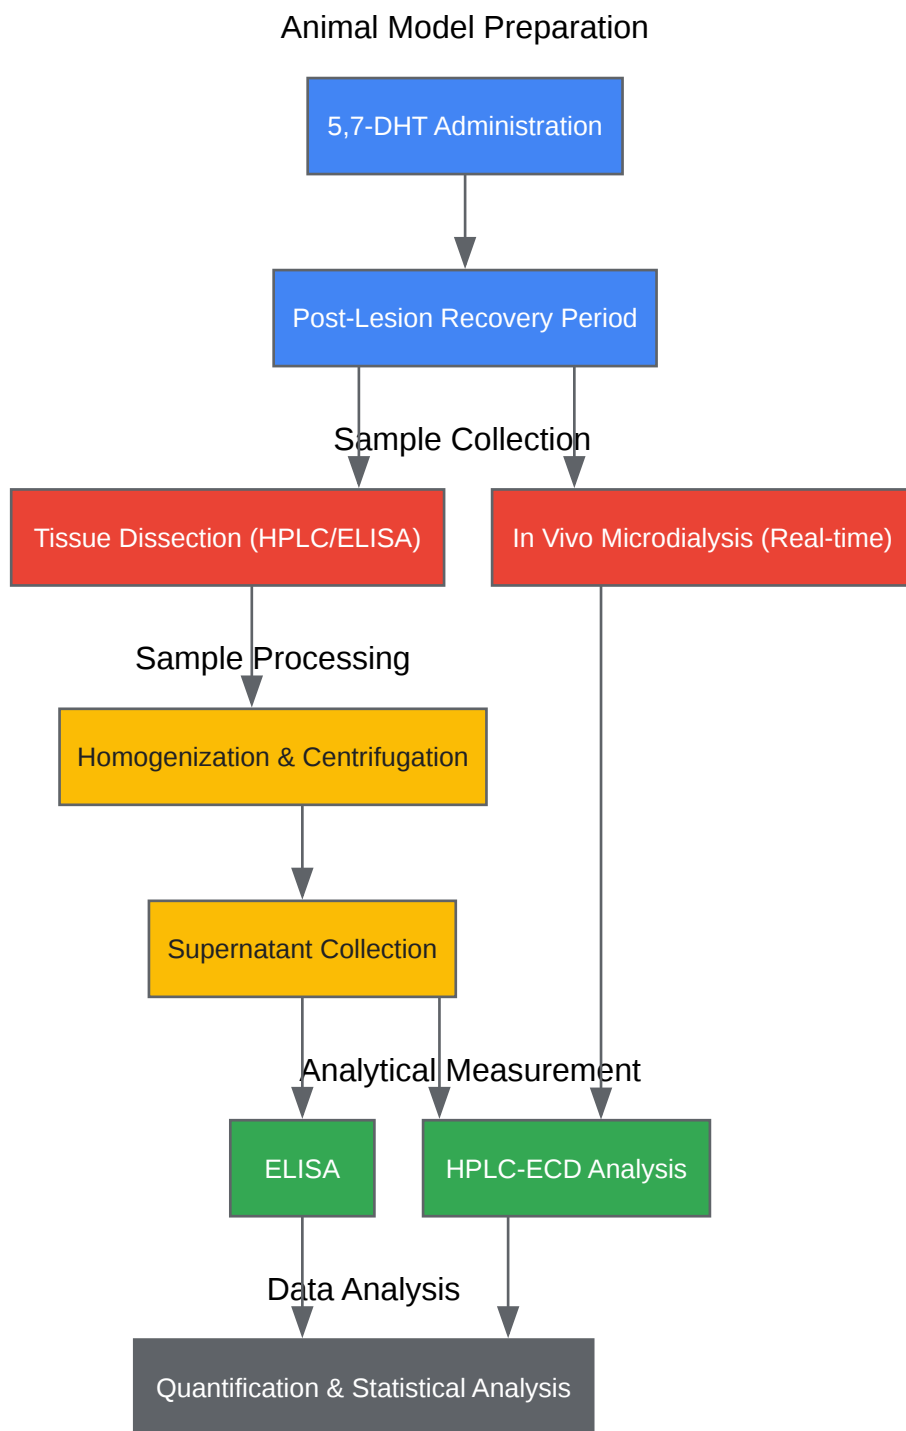 Animal Model Preparation
5,7-DHT Administration
Post-Lesion Recovery Period
Sample Collection
Tissue Dissection (HPLC/ELISA)
In Vivo Microdialysis (Real-time)
Sample Processing
Homogenization & Centrifugation
Supernatant Collection
Analytical Measurement
ELISA
HPLC-ECD Analysis
Data Analysis
Quantification & Statistical Analysis